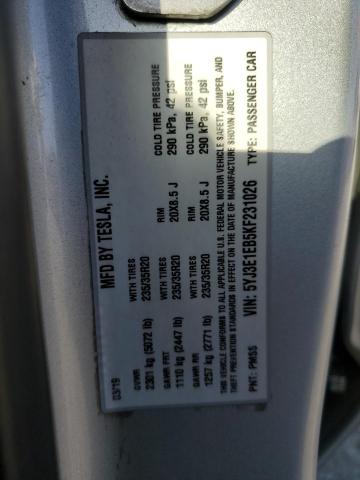 MFD BY TESLA, INC.
03/19
GVWR
2301 kg (5072 lb)
WITH TIRES
235/35R20
RIM
20X8.5 J
COLD TIRE PRESSURE
290 kPa, 42 psi
GAWR FRT
1110 kg (2447 lb)
WITH TIRES
235/35R20
RIM
20X8.5 J
COLD TIRE PRESSURE
290 kPa, 42 psi
GAWR RR
1257 kg (2771 lb)
THIS VEHICLE CONFORMS TO ALL APPLICABLE U.S. FEDERAL MOTOR VEHICLE SAFETY, BUMPER, AND
THEFT PREVENTION STANDARDS IN EFFECT ON THE DATE OF MANUFACTURE SHOWN ABOVE.
VIN: 5YJ3E1EB5KF231026 TYPE: PASSENGER CAR
PNT: PMSS